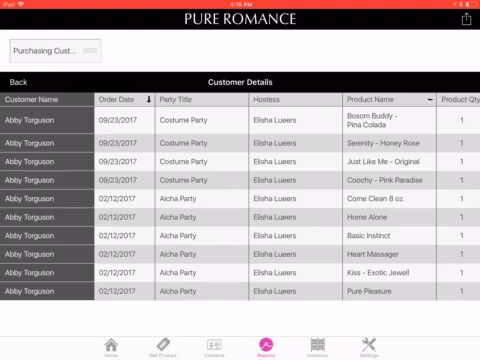 iPad 4:15 PM
PURE ROMANCE
Purchasing Cust...
Back Customer Details
Customer Name Order Date Party Title Hostess Product Name Product Qty
Abby Torguson 09/23/2017 Costume Party Elisha Lueers Bosom Buddy - Pina Colada 1
Abby Torguson 09/23/2017 Costume Party Elisha Lueers Serenity - Honey Rose 1
Abby Torguson 09/23/2017 Costume Party Elisha Lueers Just Like Me - Original 1
Abby Torguson 09/23/2017 Costume Party Elisha Lueers Coochy - Pink Paradise 1
Abby Torguson 02/12/2017 Aicha Party Elisha Lueers Come Clean 8 oz. 1
Abby Torguson 02/12/2017 Aicha Party Elisha Lueers Home Alone 1
Abby Torguson 02/12/2017 Aicha Party Elisha Lueers Basic Instinct 1
Abby Torguson 02/12/2017 Aicha Party Elisha Lueers Heart Massager 1
Abby Torguson 02/12/2017 Aicha Party Elisha Lueers Kiss - Exotic Jewell 1
Abby Torguson 02/12/2017 Aicha Party Elisha Lueers Pure Pleasure 1
Home Sell Product Contacts Reports Inventory Settings